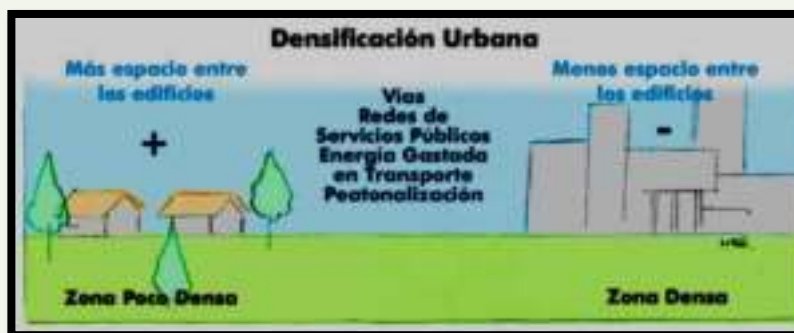 Densificación Urbana
Más espacio entre
los edificios
+
Vías
Redes de
Servicios Públicos
Energía Gastada
en Transporte
Peatonalización
Menos espacio entre
los edificios
-
Zona Poco Densa
Zona Densa